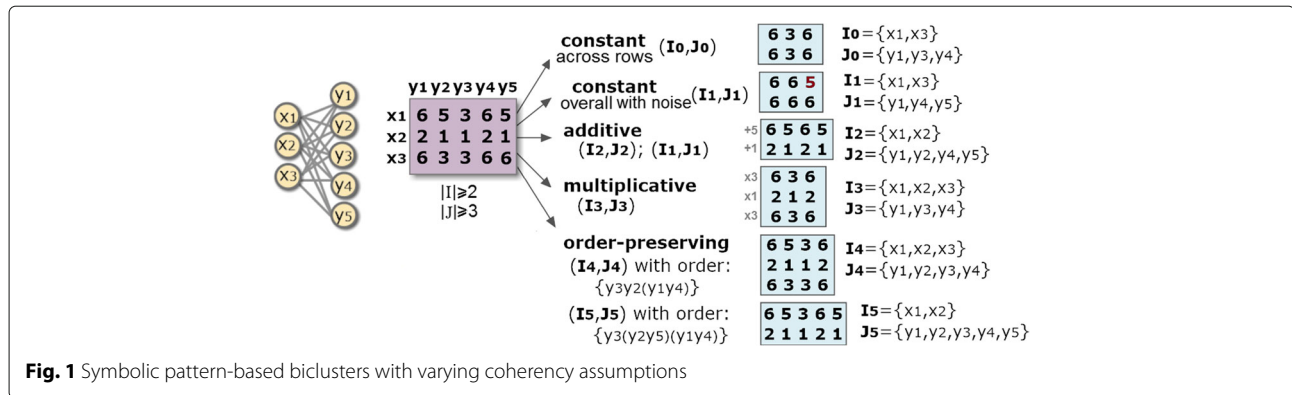 y1
y2
y3
y4
y5
x1
x2
x3
y1 y2 y3 y4 y5
x1 6 5 3 6 5
x2 2 1 1 2 1
x3 6 3 3 6 6
|I|⩾2
|J|⩾3
constant
across rows (I0,J0)
6 3 6
6 3 6
I0={x1,x3}
J0={y1,y3,y4}
constant
overall with noise (I1,J1)
6 6 5
6 6 6
I1={x1,x3}
J1={y1,y4,y5}
additive
(I2,J2); (I1,J1)
+5 6 5 6 5
+1 2 1 2 1
I2={x1,x2}
J2={y1,y2,y4,y5}
multiplicative
(I3,J3)
x3 6 3 6
x1 2 1 2
x3 6 3 6
I3={x1,x2,x3}
J3={y1,y3,y4}
order-preserving
(I4,J4) with order:
{y3y2(y1y4)}
6 5 3 6
2 1 1 2
6 3 3 6
I4={x1,x2,x3}
J4={y1,y2,y3,y4}
(I5,J5) with order:
{y3(y2y5)(y1y4)}
6 5 3 6 5
2 1 1 2 1
I5={x1,x2}
J5={y1,y2,y3,y4,y5}
Fig. 1 Symbolic pattern-based biclusters with varying coherency assumptions